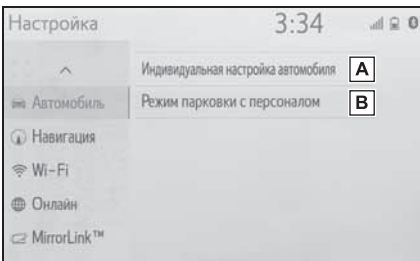 Настройка 3:34
Индивидуальная настройка автомобиля A
Автомобиль Режим парковки с персоналом B
Навигация
Wi-Fi
Онлайн
MirrorLink™